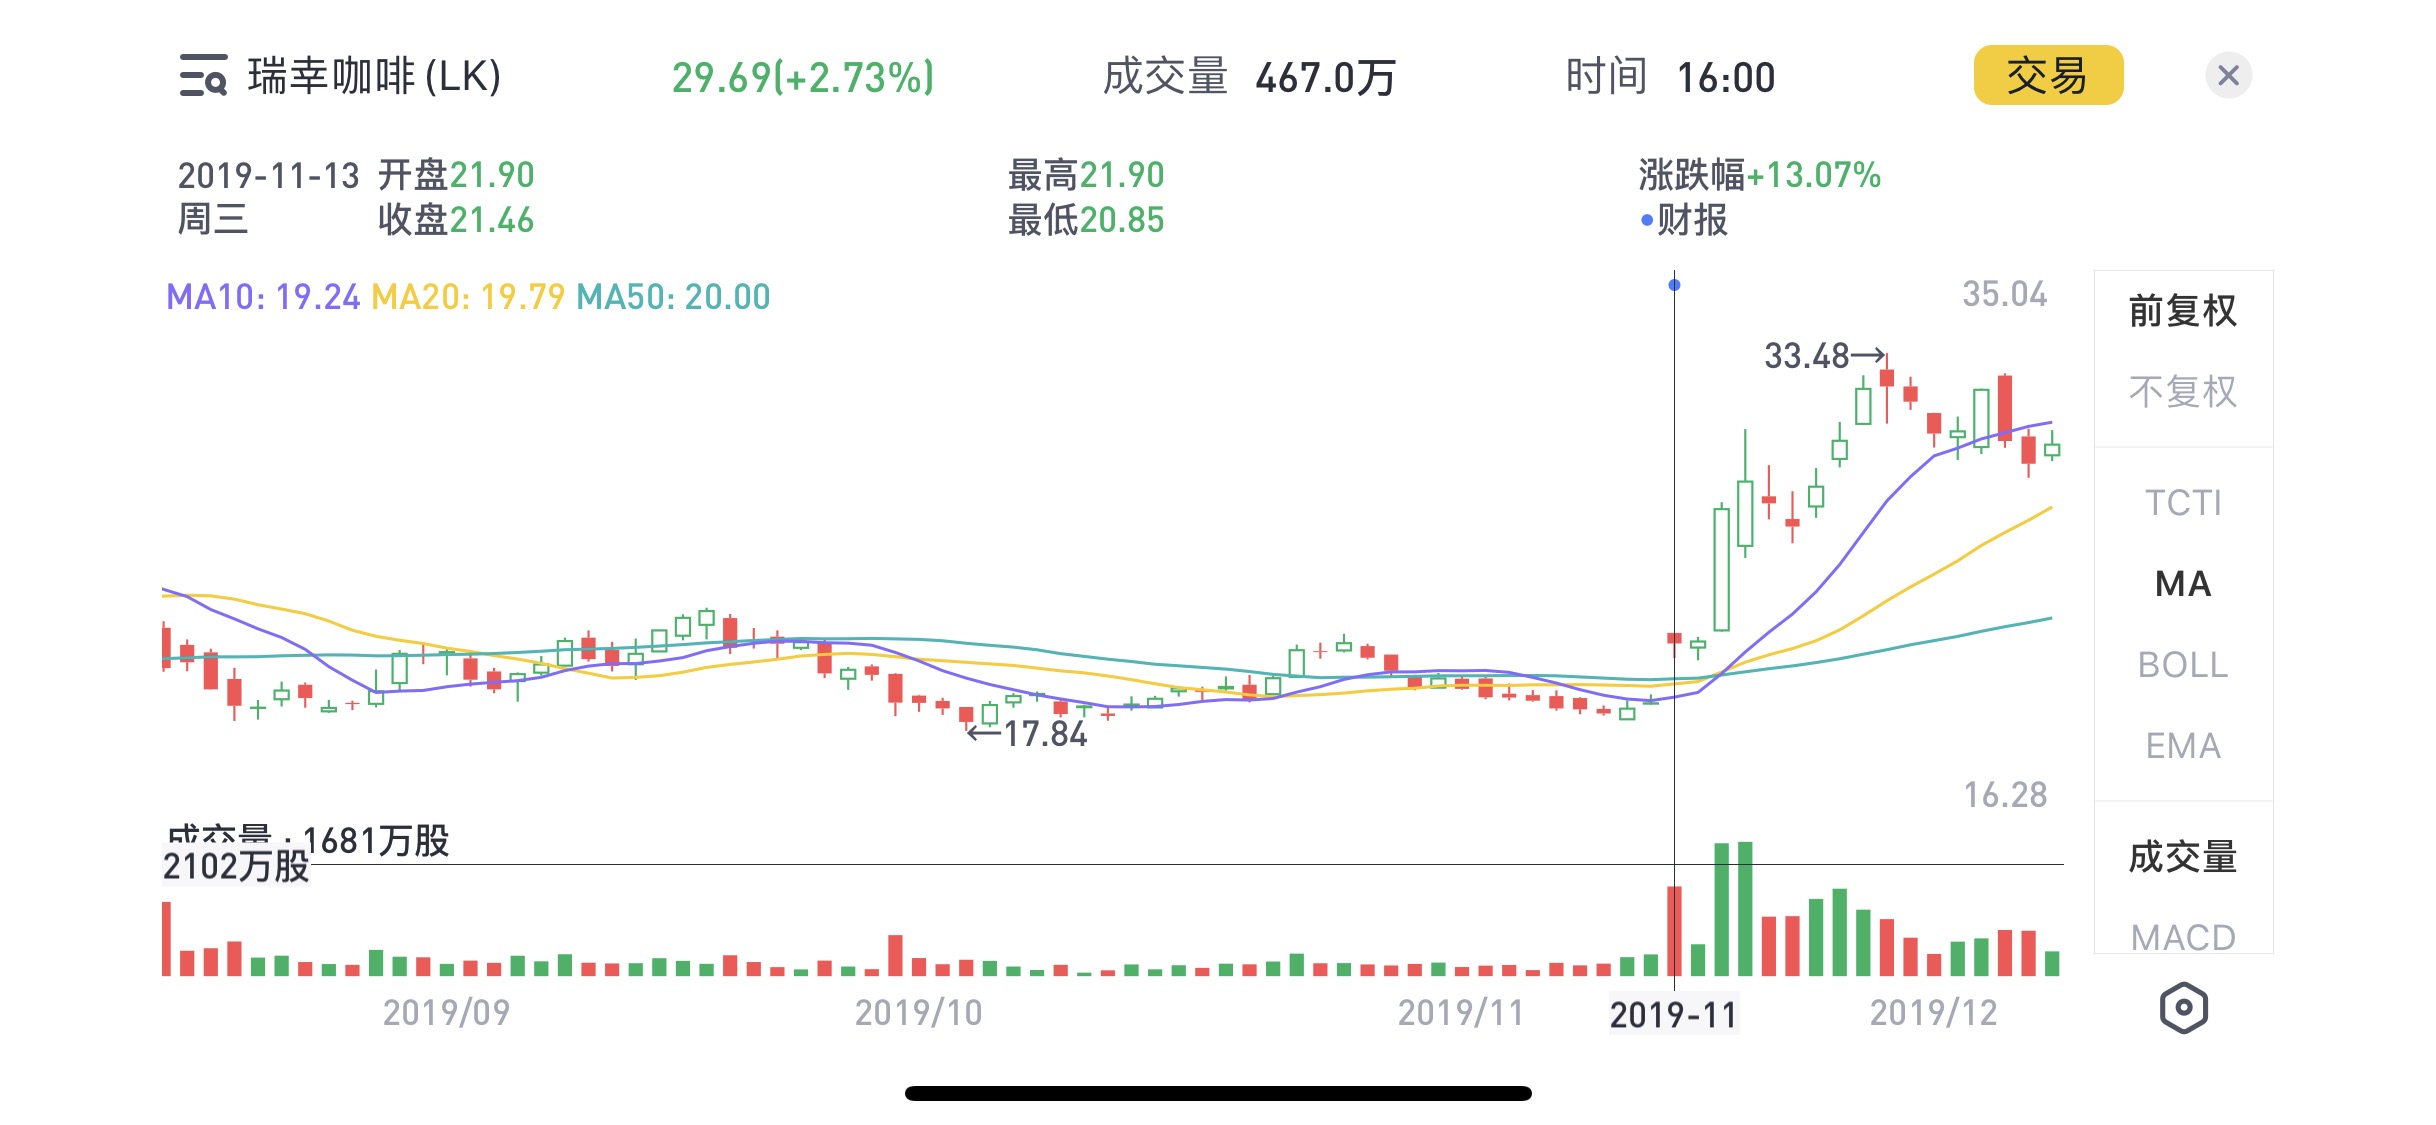 瑞幸咖啡(LK) 29.69(+2.73%) 成交量 467.0万 时间 16:00 交易
2019-11-13 开盘21.90 最高21.90 涨跌幅+13.07%
周三 收盘21.46 最低20.85 财报
MA10: 19.24 MA20: 19.79 MA50: 20.00
35.04
33.48
17.84
16.28
前复权
不复权
TCTI
MA
BOLL
EMA
成交量
MACD
成交量：1681万股
2102万股
2019/09 2019/10 2019/11 2019-11 2019/12